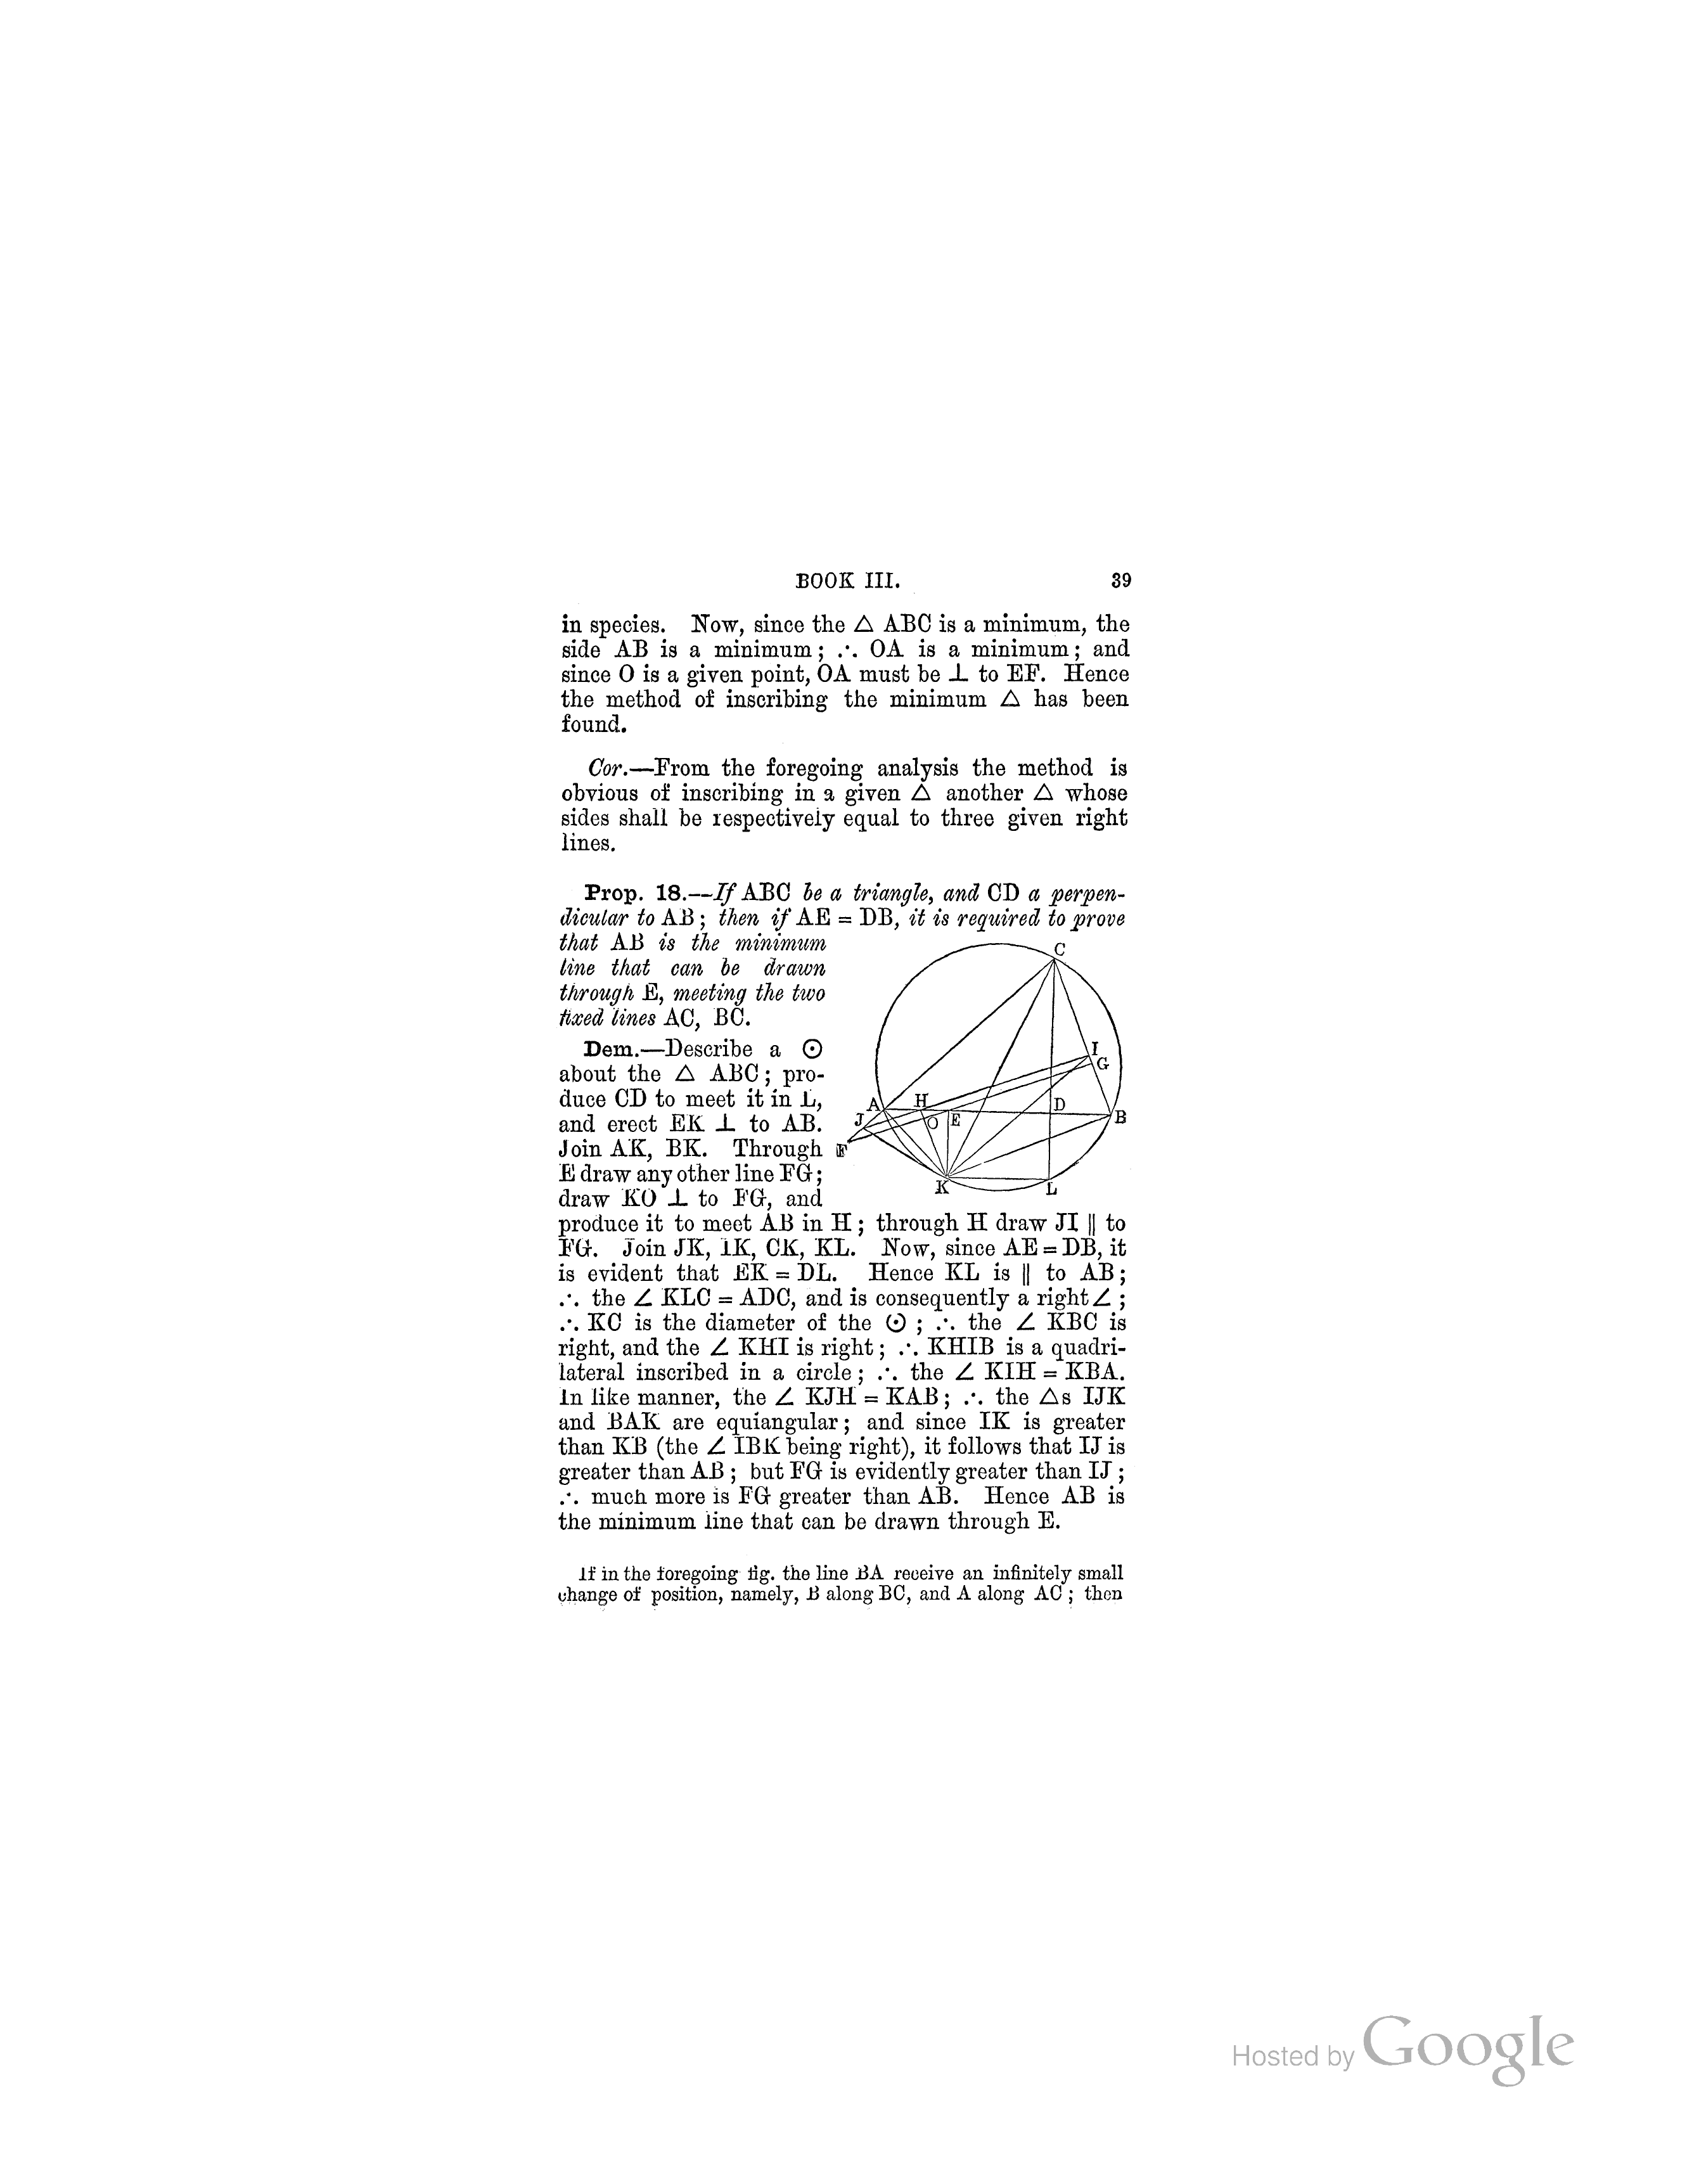 BOOK III. 39
in species. Now, since the △ ABC is a minimum, the
side AB is a minimum; ∴ OA is a minimum; and
since O is a given point, OA must be ⊥ to EF. Hence
the method of inscribing the minimum △ has been
found.
Cor.—From the foregoing analysis the method is
obvious of inscribing in a given △ another △ whose
sides shall be respectively equal to three given right
lines.
Prop. 18.—If ABC be a triangle, and CD a perpen-
dicular to AB; then if AE = DB, it is required to prove
that AB is the minimum
line that can be drawn
through E, meeting the two
fixed lines AC, BC.
Dem.—Describe a ⊙
about the △ ABC; pro-
duce CD to meet it in L,
and erect EK ⊥ to AB.
Join AK, BK. Through
E draw any other line FG;
draw KO ⊥ to FG, and
C
I
G
A H D B
J O E
F
K L
produce it to meet AB in H; through H draw JI || to
FG. Join JK, IK, CK, KL. Now, since AE = DB, it
is evident that EK = DL. Hence KL is || to AB;
∴ the ∠ KLC = ADC, and is consequently a right ∠;
∴ KC is the diameter of the ⊙; ∴ the ∠ KBC is
right, and the ∠ KHI is right; ∴ KHIB is a quadri-
lateral inscribed in a circle; ∴ the ∠ KIH = KBA.
In like manner, the ∠ KJH = KAB; ∴ the △s IJK
and BAK are equiangular; and since IK is greater
than KB (the ∠ IBK being right), it follows that IJ is
greater than AB; but FG is evidently greater than IJ;
∴ much more is FG greater than AB. Hence AB is
the minimum line that can be drawn through E.
If in the foregoing fig. the line BA receive an infinitely small
change of position, namely, B along BC, and A along AC; then
Hosted by Google